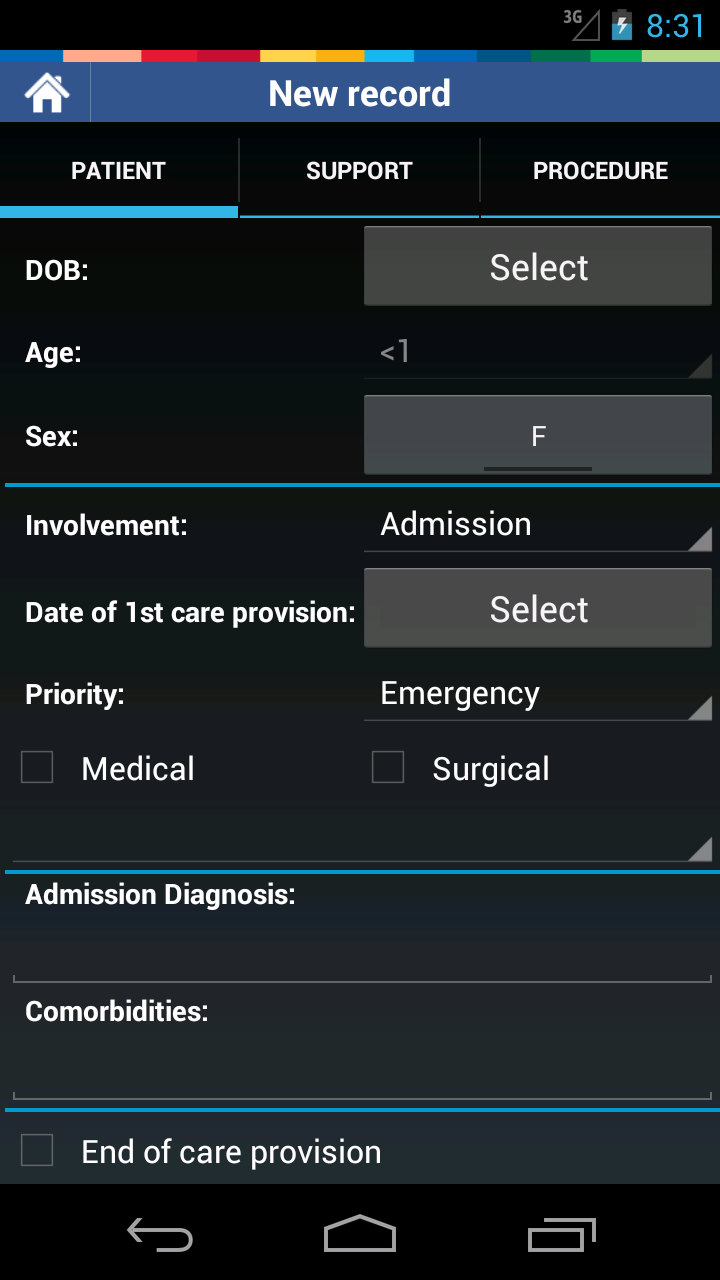 3G 8:31
New record
PATIENT SUPPORT PROCEDURE
DOB: Select
Age: <1
Sex: F
Involvement: Admission
Date of 1st care provision: Select
Priority: Emergency
Medical Surgical
Admission Diagnosis:
Comorbidities:
End of care provision